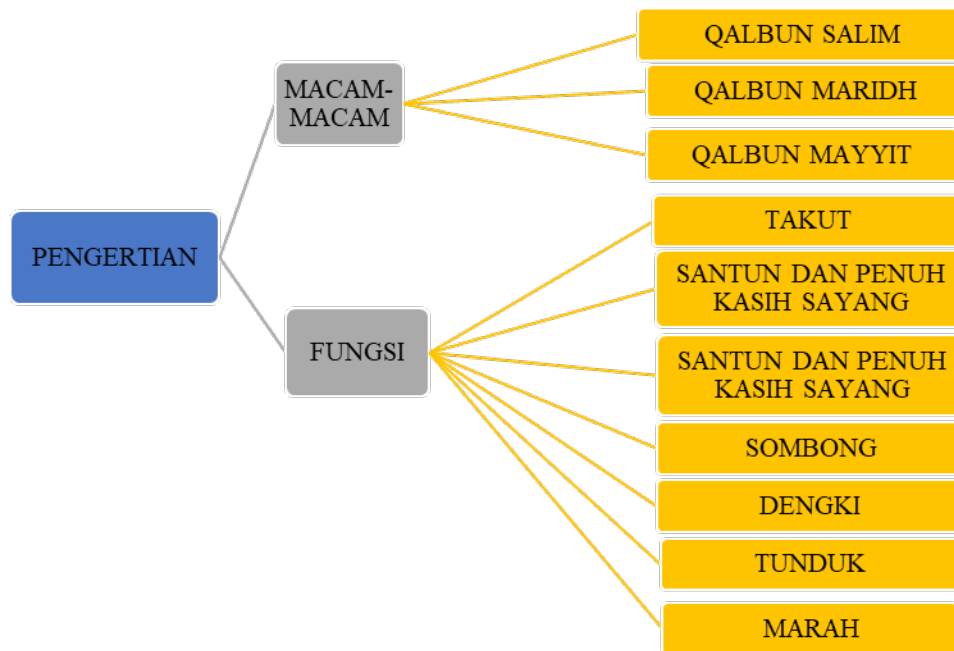 PENGERTIAN
MACAM-
MACAM
QALBUN SALIM
QALBUN MARIDH
QALBUN MAYYIT
FUNGSI
TAKUT
SANTUN DAN PENUH
KASIH SAYANG
SANTUN DAN PENUH
KASIH SAYANG
SOMBONG
DENGKI
TUNDUK
MARAH